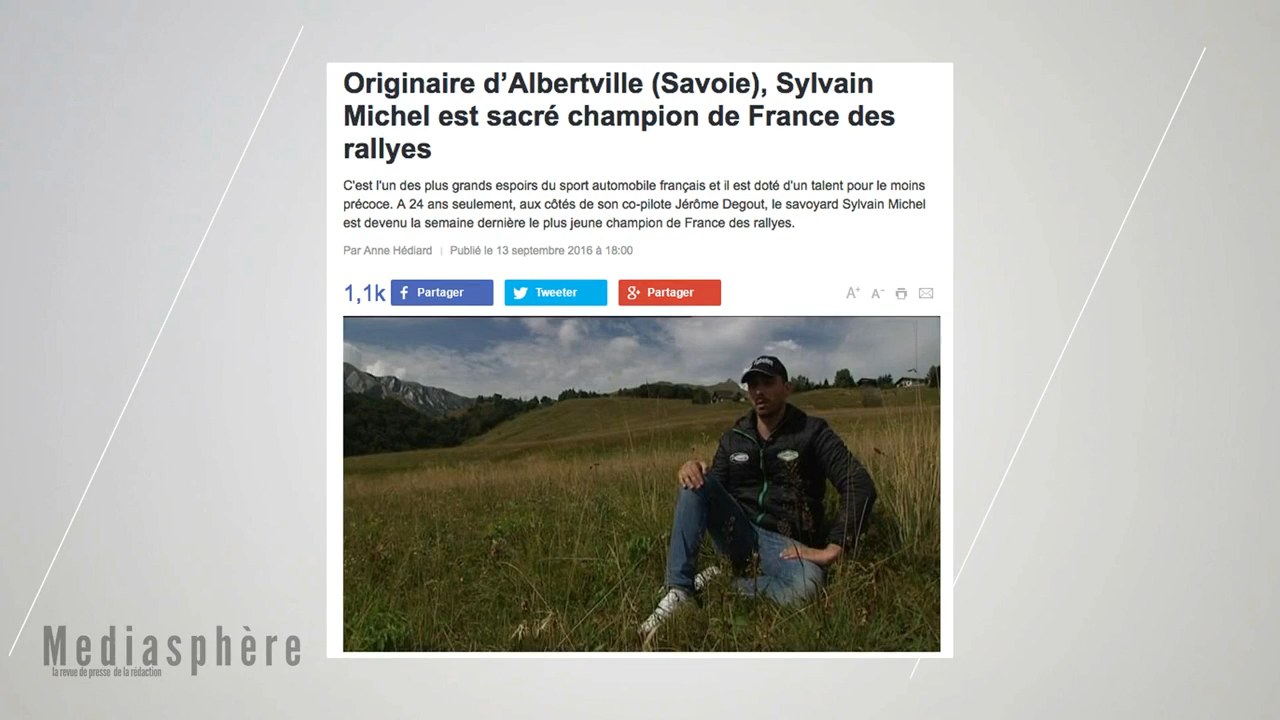 Originaire d’Albertville (Savoie), Sylvain
Michel est sacré champion de France des
rallyes
C'est l'un des plus grands espoirs du sport automobile français et il est doté d'un talent pour le moins
précoce. A 24 ans seulement, aux côtés de son co-pilote Jérôme Degout, le savoyard Sylvain Michel
est devenu la semaine dernière le plus jeune champion de France des rallyes.
Par Anne Hédiard | Publié le 13 septembre 2016 à 18:00
1,1k f Partager Tweeter g+ Partager A+ A-
Mediasphère
la revue de presse de la rédaction